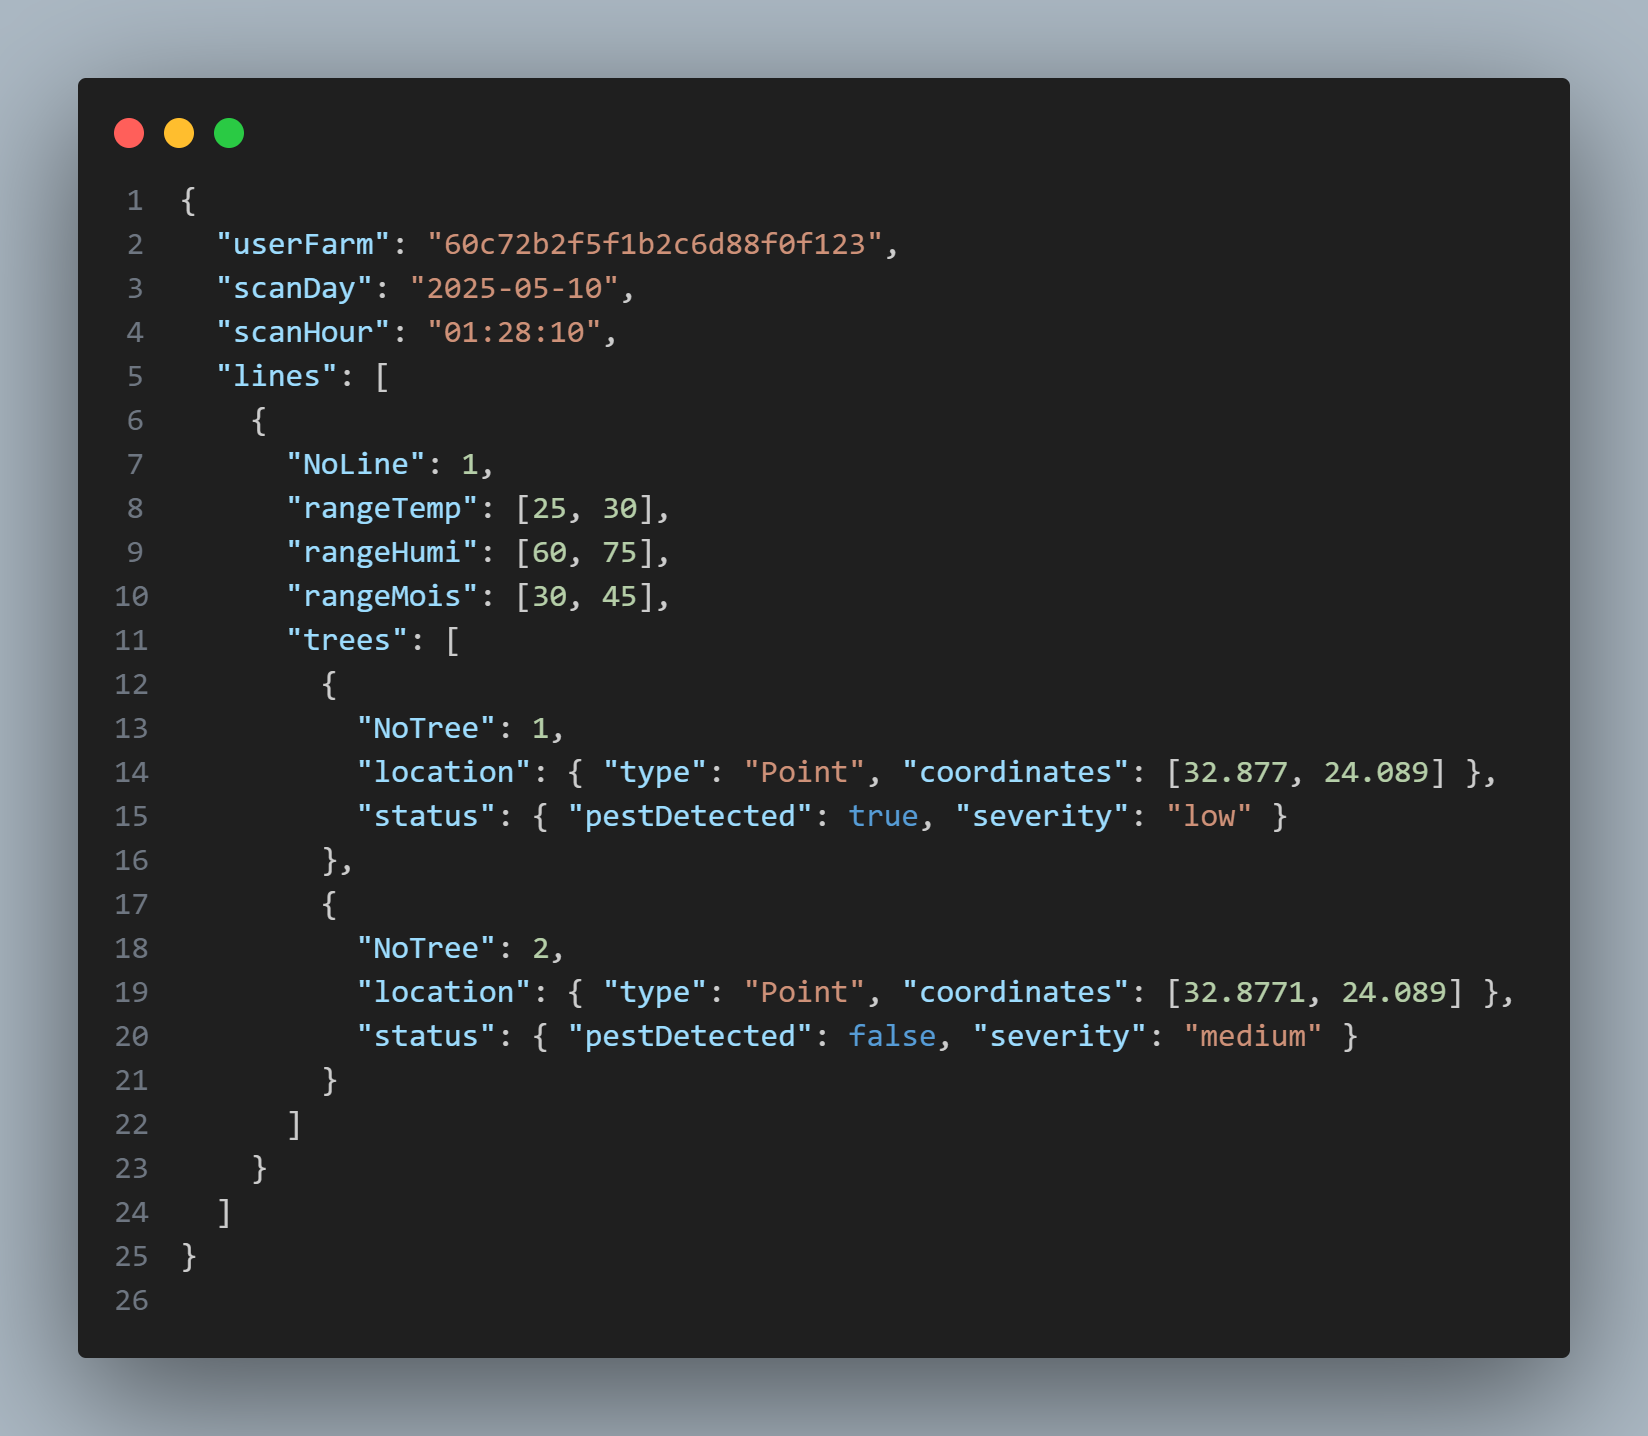 1 {
2   "userFarm": "60c72b2f5f1b2c6d88f0f123",
3   "scanDay": "2025-05-10",
4   "scanHour": "01:28:10",
5   "lines": [
6     {
7       "NoLine": 1,
8       "rangeTemp": [25, 30],
9       "rangeHumi": [60, 75],
10       "rangeMois": [30, 45],
11       "trees": [
12         {
13           "NoTree": 1,
14           "location": { "type": "Point", "coordinates": [32.877, 24.089] },
15           "status": { "pestDetected": true, "severity": "low" }
16         },
17         {
18           "NoTree": 2,
19           "location": { "type": "Point", "coordinates": [32.8771, 24.089] },
20           "status": { "pestDetected": false, "severity": "medium" }
21         }
22       ]
23     }
24   ]
25 }
26